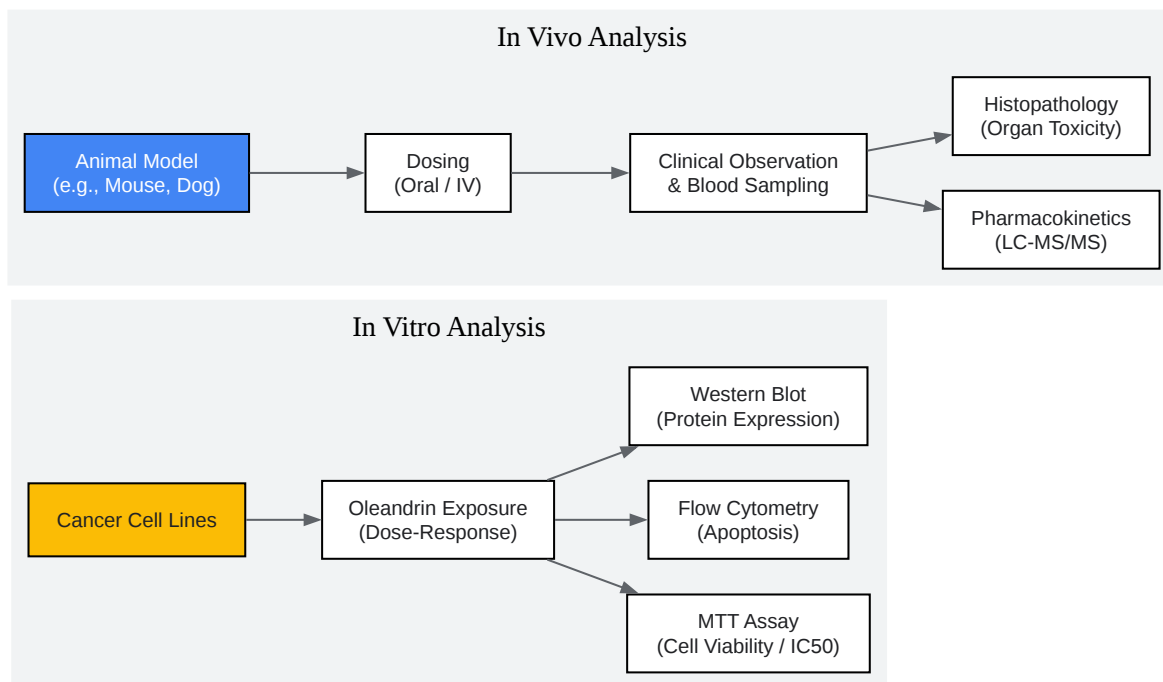 In Vivo Analysis
Animal Model
(e.g., Mouse, Dog)
Dosing
(Oral / IV)
Clinical Observation
& Blood Sampling
Histopathology
(Organ Toxicity)
Pharmacokinetics
(LC-MS/MS)
In Vitro Analysis
Cancer Cell Lines
Oleandrin Exposure
(Dose-Response)
Western Blot
(Protein Expression)
Flow Cytometry
(Apoptosis)
MTT Assay
(Cell Viability / IC50)